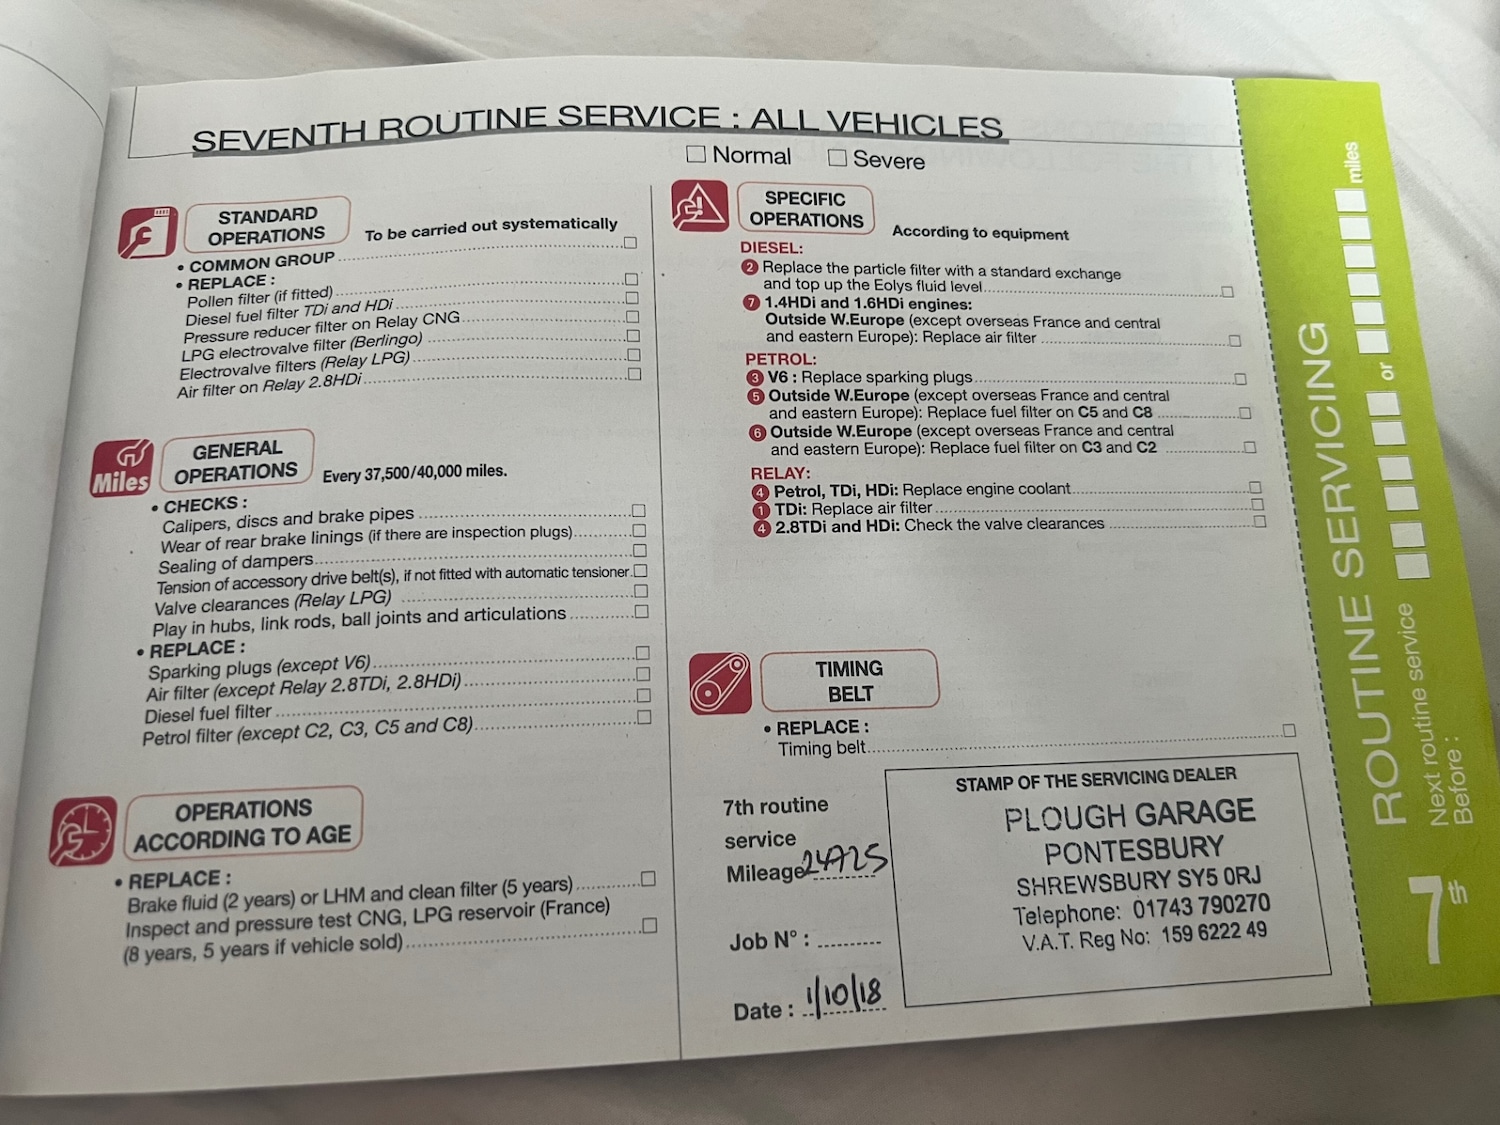 SEVENTH ROUTINE SERVICE : ALL VEHICLES
Normal Severe
STANDARD
OPERATIONS
To be carried out systematically
• COMMON GROUP
• REPLACE :
Pollen filter (if fitted)
Diesel fuel filter TDi and HDi
Pressure reducer filter on Relay CNG
LPG electrovalve filter (Berlingo)
Electrovalve filters (Relay LPG)
Air filter on Relay 2.8HDi
Miles
GENERAL
OPERATIONS
Every 37,500/40,000 miles.
• CHECKS :
Calipers, discs and brake pipes
Wear of rear brake linings (if there are inspection plugs)
Sealing of dampers
Tension of accessory drive belt(s), if not fitted with automatic tensioner
Valve clearances (Relay LPG)
Play in hubs, link rods, ball joints and articulations
• REPLACE :
Sparking plugs (except V6)
Air filter (except Relay 2.8TDi, 2.8HDi)
Diesel fuel filter
Petrol filter (except C2, C3, C5 and C8)
OPERATIONS
ACCORDING TO AGE
• REPLACE :
Brake fluid (2 years) or LHM and clean filter (5 years)
Inspect and pressure test CNG, LPG reservoir (France)
(8 years, 5 years if vehicle sold)
SPECIFIC
OPERATIONS
According to equipment
DIESEL:
2 Replace the particle filter with a standard exchange
and top up the Eolys fluid level
7 1.4HDi and 1.6HDi engines:
Outside W.Europe (except overseas France and central
and eastern Europe): Replace air filter
PETROL:
3 V6 : Replace sparking plugs
5 Outside W.Europe (except overseas France and central
and eastern Europe): Replace fuel filter on C5 and C8
6 Outside W.Europe (except overseas France and central
and eastern Europe): Replace fuel filter on C3 and C2
RELAY:
4 Petrol, TDi, HDi: Replace engine coolant
1 TDi: Replace air filter
4 2.8TDi and HDi: Check the valve clearances
TIMING
BELT
• REPLACE :
Timing belt
7th routine
service
Mileage 24725
Job N° :
Date : 1/10/18
STAMP OF THE SERVICING DEALER
PLOUGH GARAGE
PONTESBURY
SHREWSBURY SY5 0RJ
Telephone: 01743 790270
V.A.T. Reg No: 159 6222 49
7th ROUTINE SERVICING
Next routine service
Before : or miles